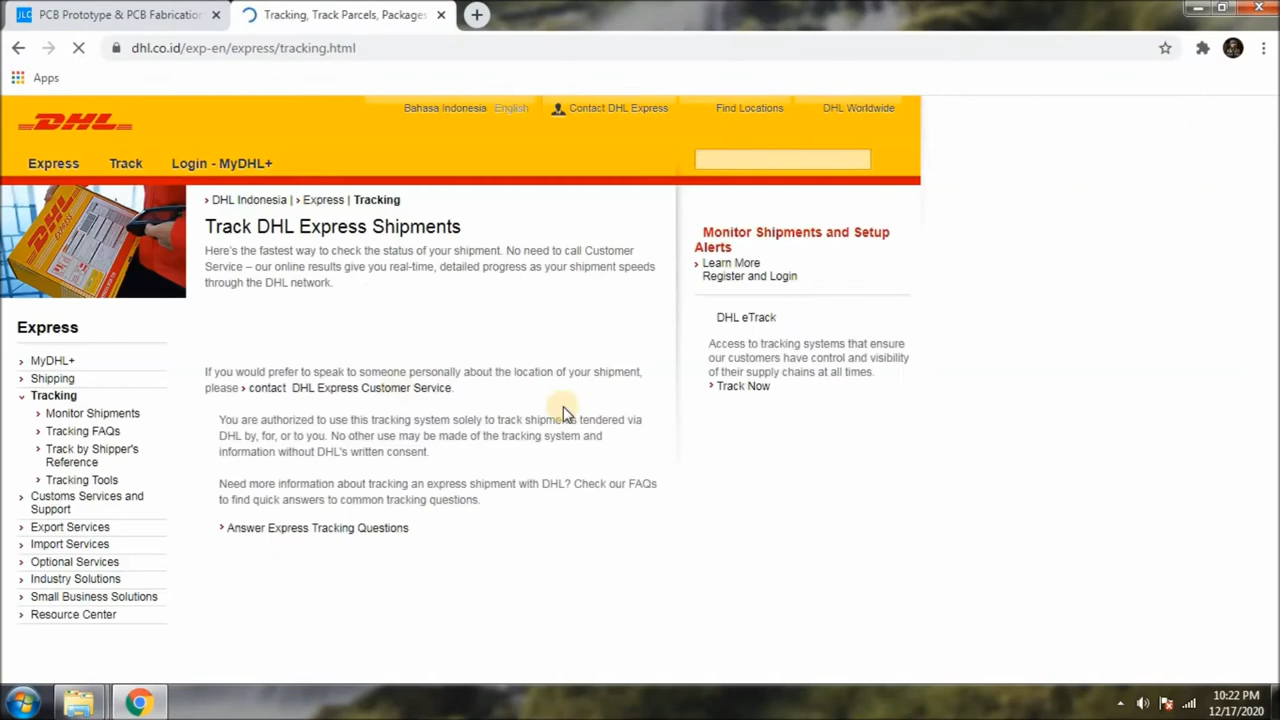 JLC PCB Prototype & PCB Fabrication
Tracking, Track Parcels, Packages
dhl.co.id/exp-en/express/tracking.html
Apps
Bahasa Indonesia English
Contact DHL Express
Find Locations
DHL Worldwide
DHL
Express Track Login - MyDHL+
DHL Indonesia | Express | Tracking
Track DHL Express Shipments
Here's the fastest way to check the status of your shipment. No need to call Customer
Service – our online results give you real-time, detailed progress as your shipment speeds
through the DHL network.
If you would prefer to speak to someone personally about the location of your shipment,
please contact DHL Express Customer Service.
You are authorized to use this tracking system solely to track shipments tendered via
DHL by, for, or to you. No other use may be made of the tracking system and
information without DHL's written consent.
Need more information about tracking an express shipment with DHL? Check our FAQs
to find quick answers to common tracking questions.
Answer Express Tracking Questions
Monitor Shipments and Setup
Alerts
Learn More
Register and Login
DHL eTrack
Access to tracking systems that ensure
our customers have control and visibility
of their supply chains at all times.
Track Now
Express
MyDHL+
Shipping
Tracking
Monitor Shipments
Tracking FAQs
Track by Shipper's
Reference
Tracking Tools
Customs Services and
Support
Export Services
Import Services
Optional Services
Industry Solutions
Small Business Solutions
Resource Center
10:22 PM
12/17/2020